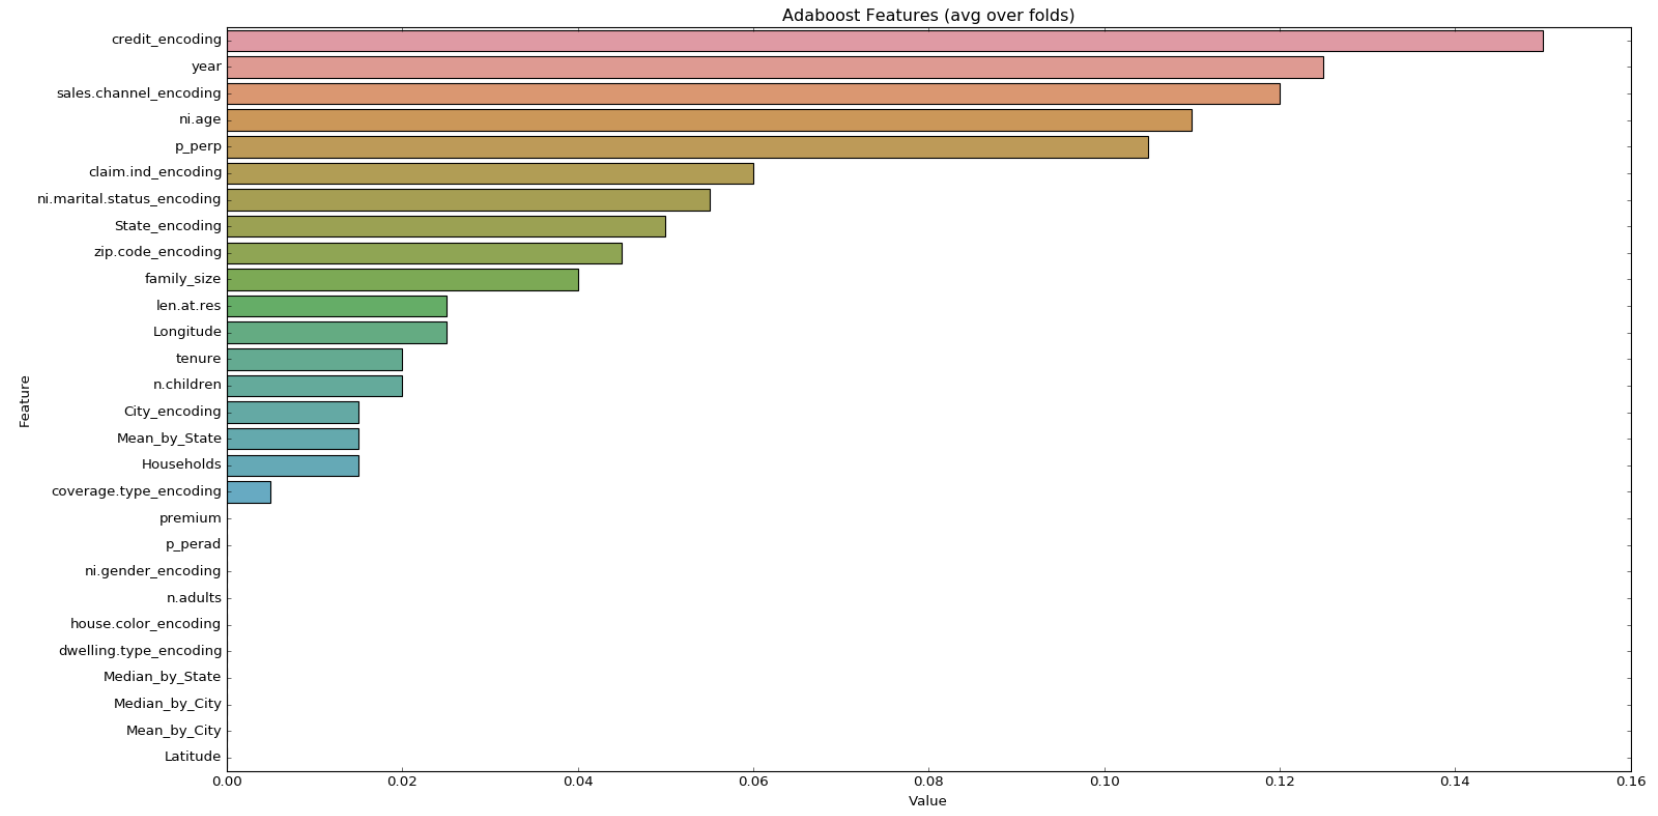 Adaboost Features (avg over folds)
credit_encoding
year
sales.channel_encoding
ni.age
p_perp
claim.ind_encoding
ni.marital.status_encoding
State_encoding
zip.code_encoding
family_size
len.at.res
Longitude
tenure
n.children
City_encoding
Mean_by_State
Households
coverage.type_encoding
premium
p_perad
ni.gender_encoding
n.adults
house.color_encoding
dwelling.type_encoding
Median_by_State
Median_by_City
Mean_by_City
Latitude
Feature
0.00 0.02 0.04 0.06 0.08 0.10 0.12 0.14 0.16
Value